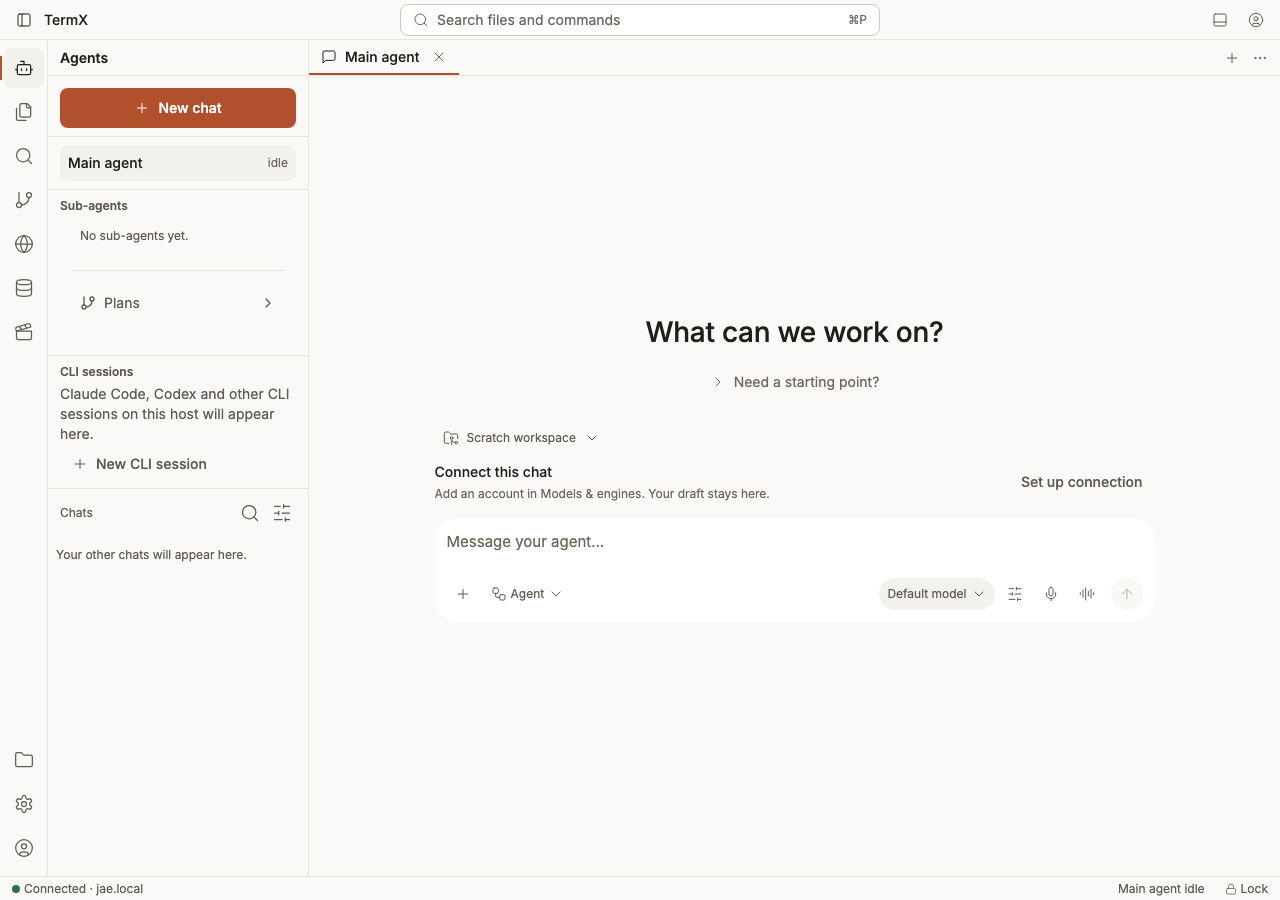 TermX
Search files and commands
⌘P
Agents
Main agent
New chat
Main agent
idle
Sub-agents
No sub-agents yet.
Plans
CLI sessions
Claude Code, Codex and other CLI
sessions on this host will appear
here.
New CLI session
Chats
Your other chats will appear here.
What can we work on?
Need a starting point?
Scratch workspace
Connect this chat
Add an account in Models & engines. Your draft stays here.
Set up connection
Message your agent...
Agent
Default model
Connected · jae.local
Main agent idle
Lock